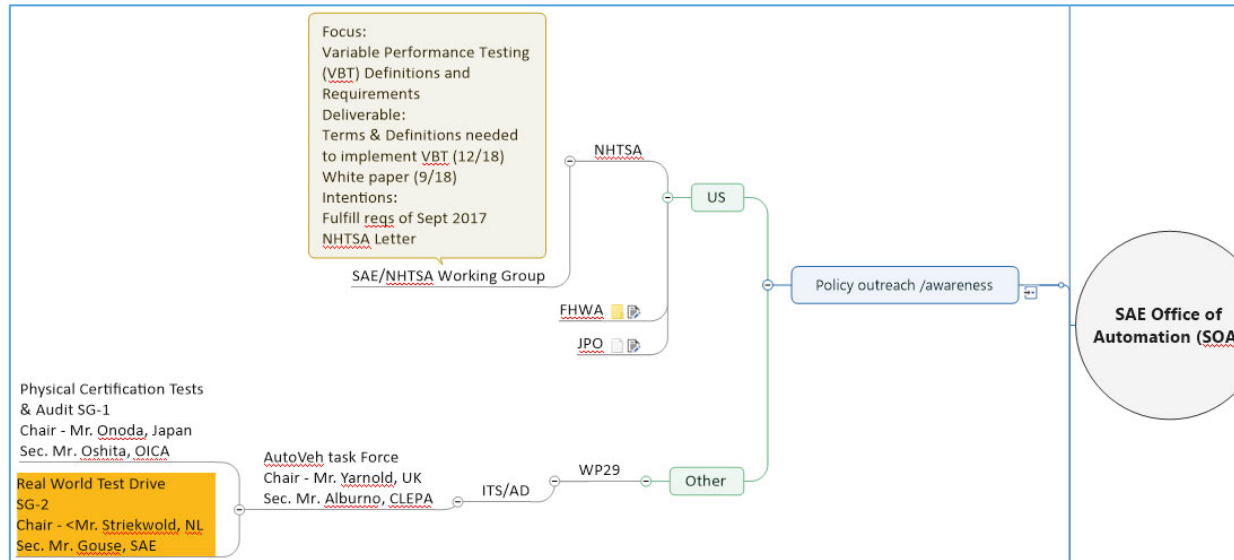 Focus:
Variable Performance Testing
(VBT) Definitions and
Requirements
Deliverable:
Terms & Definitions needed
to implement VBT (12/18)
White paper (9/18)
Intentions:
Fulfill reqs of Sept 2017
NHTSA Letter
NHTSA
US
SAE/NHTSA Working Group
FHWA
JPO
Policy outreach /awareness
SAE Office of
Automation (SOA
Physical Certification Tests
& Audit SG-1
Chair - Mr. Onoda, Japan
Sec. Mr. Oshita, OICA
Real World Test Drive
SG-2
Chair - <Mr. Striekwold, NL
Sec. Mr. Gouse, SAE
AutoVeh task Force
Chair - Mr. Yarnold, UK
Sec. Mr. Alburno, CLEPA
ITS/AD
WP29
Other